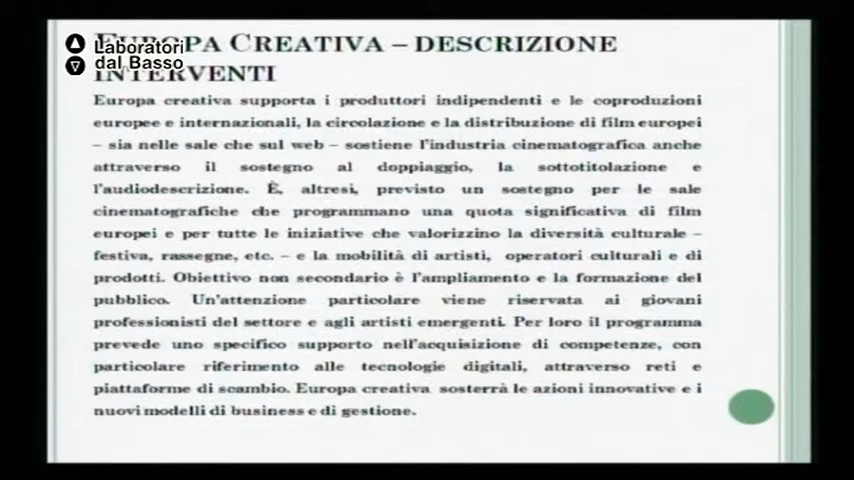 EUROPA CREATIVA – DESCRIZIONE
INTERVENTI
Laboratori
dal Basso
Europa creativa supporta i produttori indipendenti e le coproduzioni
europee e internazionali, la circolazione e la distribuzione di film europei
– sia nelle sale che sul web – sostiene l'industria cinematografica anche
attraverso il sostegno al doppiaggio, la sottotitolazione e
l'audiodescrizione. È, altresì, previsto un sostegno per le sale
cinematografiche che programmano una quota significativa di film
europei e per tutte le iniziative che valorizzino la diversità culturale –
festiva, rassegne, etc. – e la mobilità di artisti, operatori culturali e di
prodotti. Obiettivo non secondario è l'ampliamento e la formazione del
pubblico. Un'attenzione particolare viene riservata ai giovani
professionisti del settore e agli artisti emergenti. Per loro il programma
prevede uno specifico supporto nell'acquisizione di competenze, con
particolare riferimento alle tecnologie digitali, attraverso reti e
piattaforme di scambio. Europa creativa sosterrà le azioni innovative e i
nuovi modelli di business e di gestione.